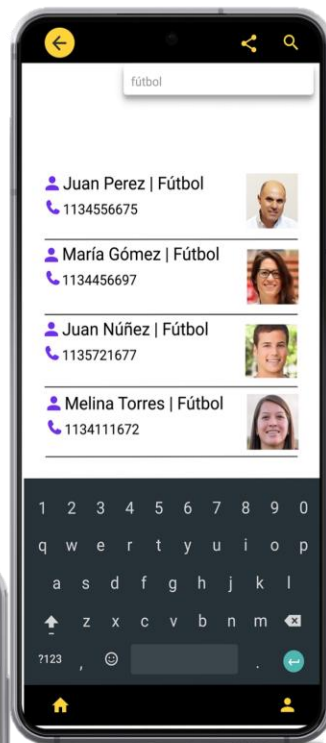 fútbol
Juan Perez | Fútbol
1134556675
María Gómez | Fútbol
1134456697
Juan Núñez | Fútbol
1135721677
Melina Torres | Fútbol
1134111672
1 2 3 4 5 6 7 8 9 0
q w e r t y u i o p
a s d f g h j k l
z x c v b n m
?123 , .